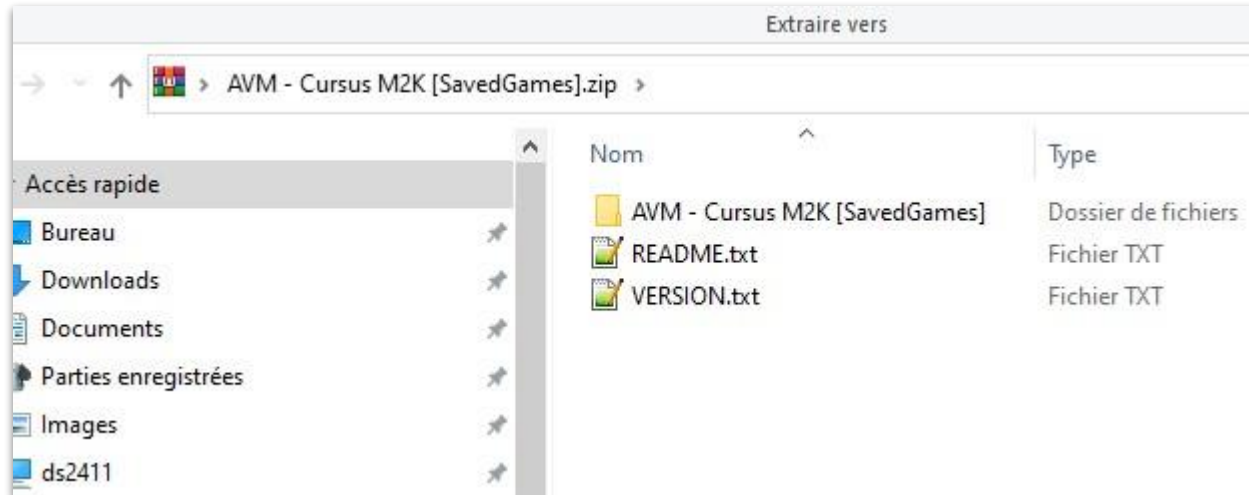 Extraire vers
AVM - Cursus M2K [SavedGames].zip
Nom Type
Accès rapide
Bureau
Downloads
Documents
Parties enregistrées
Images
ds2411
AVM - Cursus M2K [SavedGames] Dossier de fichiers
README.txt Fichier TXT
VERSION.txt Fichier TXT